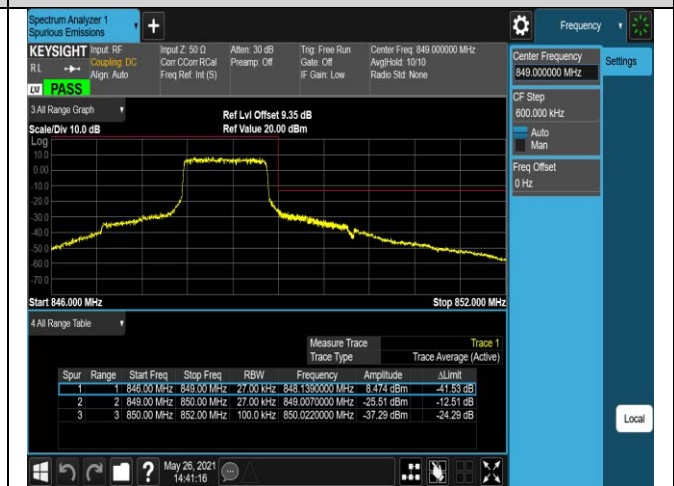 Spectrum Analyzer 1
Spurious Emissions
Frequency
KEYSIGHT Input: RF Input Z: 50 Ω Atten: 30 dB Trig: Free Run Center Freq: 849.000000 MHz
RL Coupling: DC Corr CCorr RCal Preamp: Off Gate: Off Avg|Hold: 10/10
Align: Auto Freq Ref: Int (S) IF Gain: Low Radio Std: None
LXI PASS
Center Frequency
849.000000 MHz
Settings
CF Step
600.000 kHz
Auto
Man
Freq Offset
0 Hz
3 All Range Graph
Ref Lvl Offset 9.35 dB
Scale/Div 10.0 dB Ref Value 20.00 dBm
Log
10.0
0.00
-10.0
-20.0
-30.0
-40.0
-50.0
-60.0
-70.0
Start 846.000 MHz Stop 852.000 MHz
4 All Range Table
Measure Trace Trace 1
Trace Type Trace Average (Active)
Spur Range Start Freq Stop Freq RBW Frequency Amplitude ΔLimit
1 1 846.00 MHz 849.00 MHz 27.00 kHz 848.1390000 MHz 8.474 dBm -41.53 dB
2 2 849.00 MHz 850.00 MHz 27.00 kHz 849.0070000 MHz -25.51 dBm -12.51 dB
3 3 850.00 MHz 852.00 MHz 100.0 kHz 850.0220000 MHz -37.29 dBm -24.29 dB
Local
May 26, 2021
14:41:16